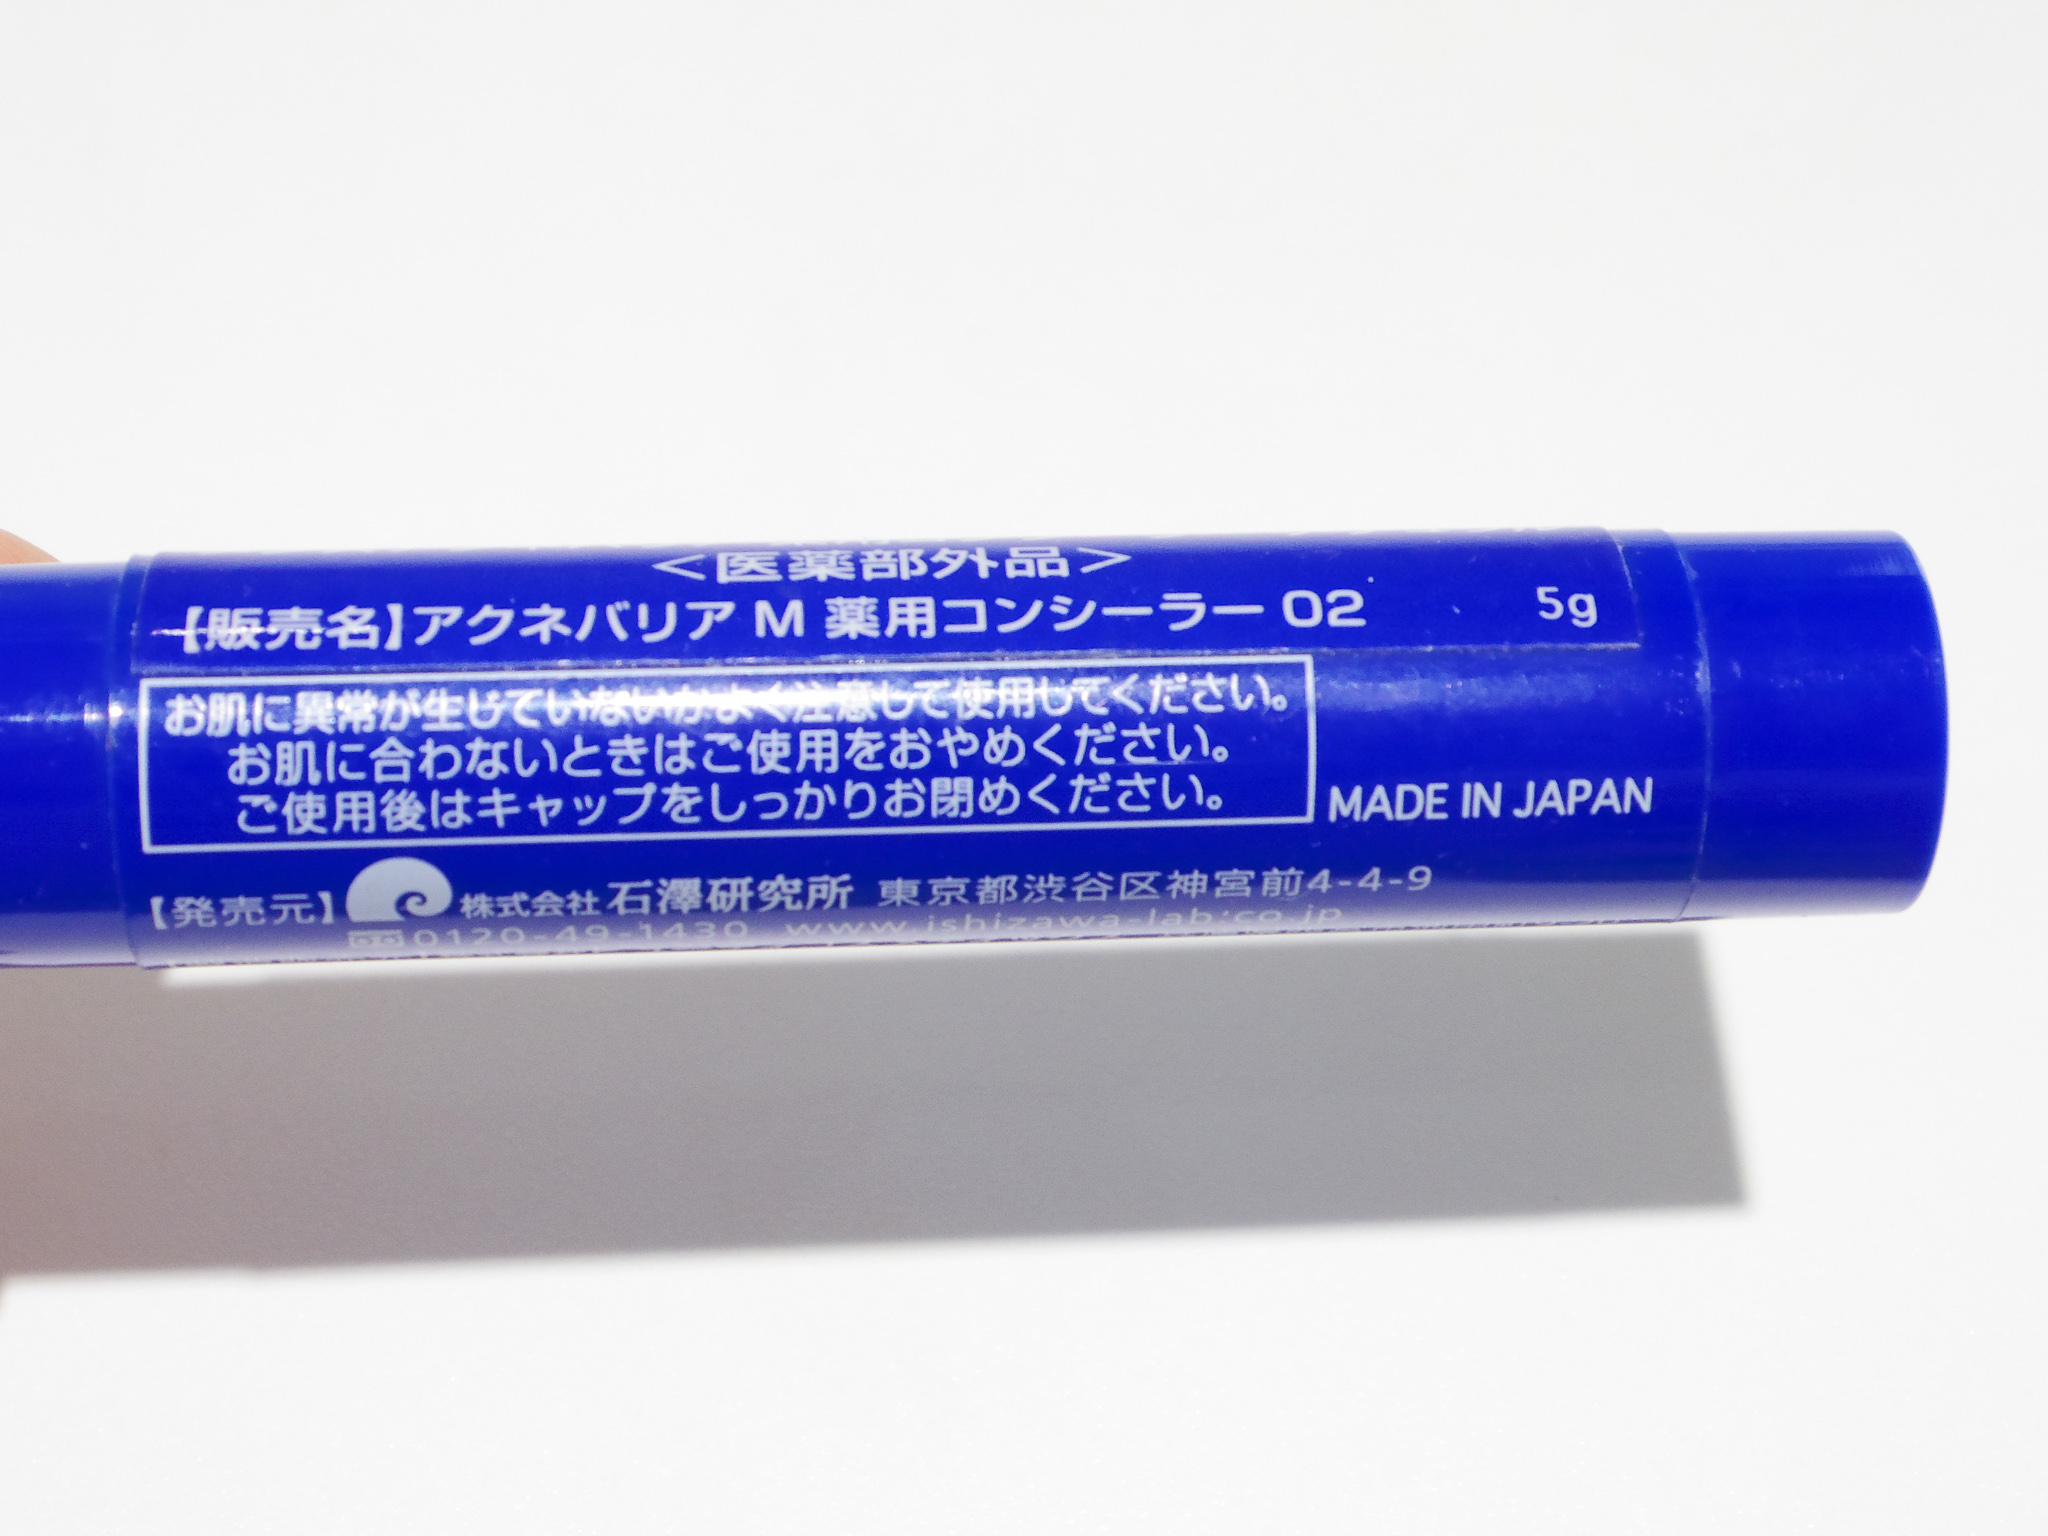 <医薬部外品>
【販売名】アクネバリア M 薬用コンシーラー 02 5g
お肌に異常が生じていないかよく注意して使用してください。
お肌に合わないときはご使用をおやめください。
ご使用後はキャップをしっかりお閉めください。
MADE IN JAPAN
【発売元】株式会社 石澤研究所 東京都渋谷区神宮前4-4-9
0120-49-1430 www.ishizawa-lab.co.jp